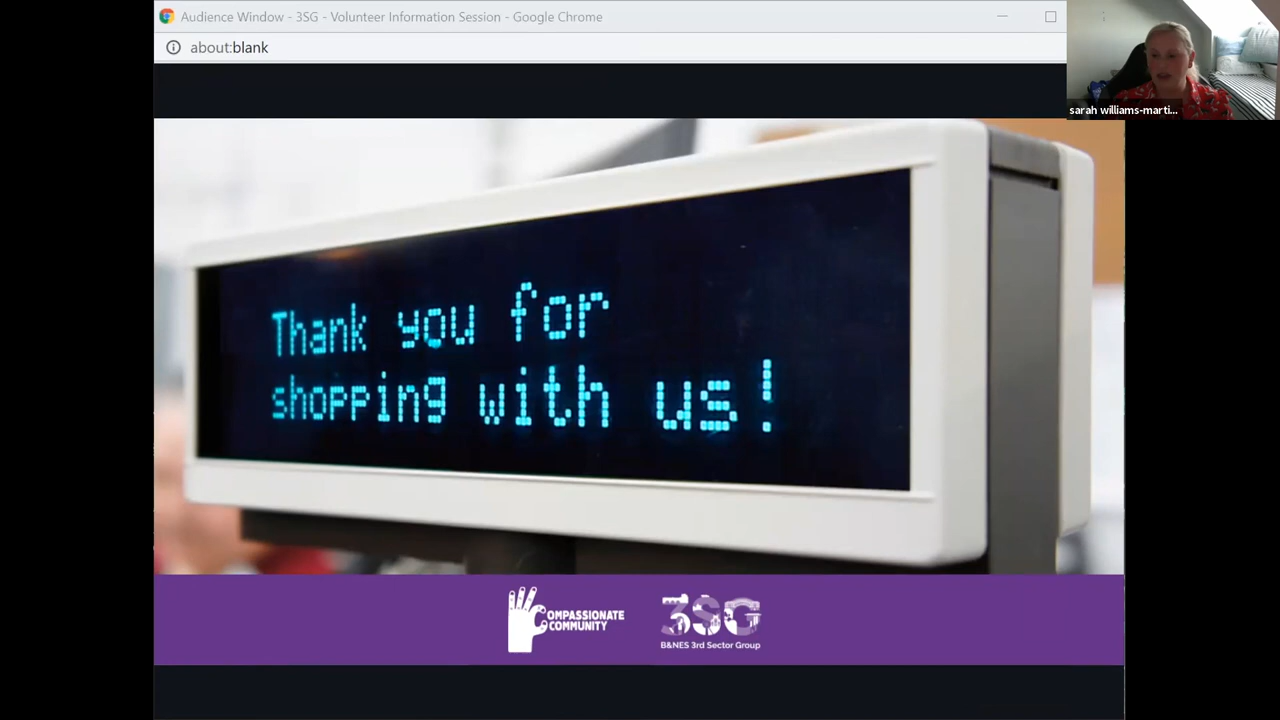 Audience Window - 3SG - Volunteer Information Session - Google Chrome
about:blank
sarah williams-marti...
Thank you for
shopping with us!
COMPASSIONATE
COMMUNITY
3SG
B&NES 3rd Sector Group